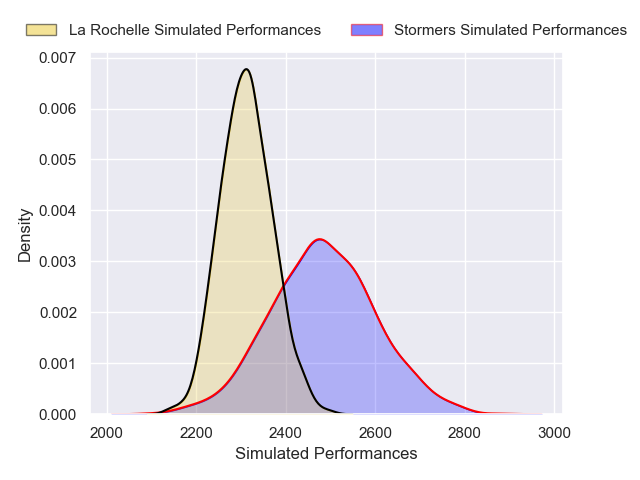 La Rochelle Simulated Performances
Stormers Simulated Performances
0.007
0.006
0.005
0.004
0.003
0.002
0.001
0.000
Density
2000 2200 2400 2600 2800 3000
Simulated Performances